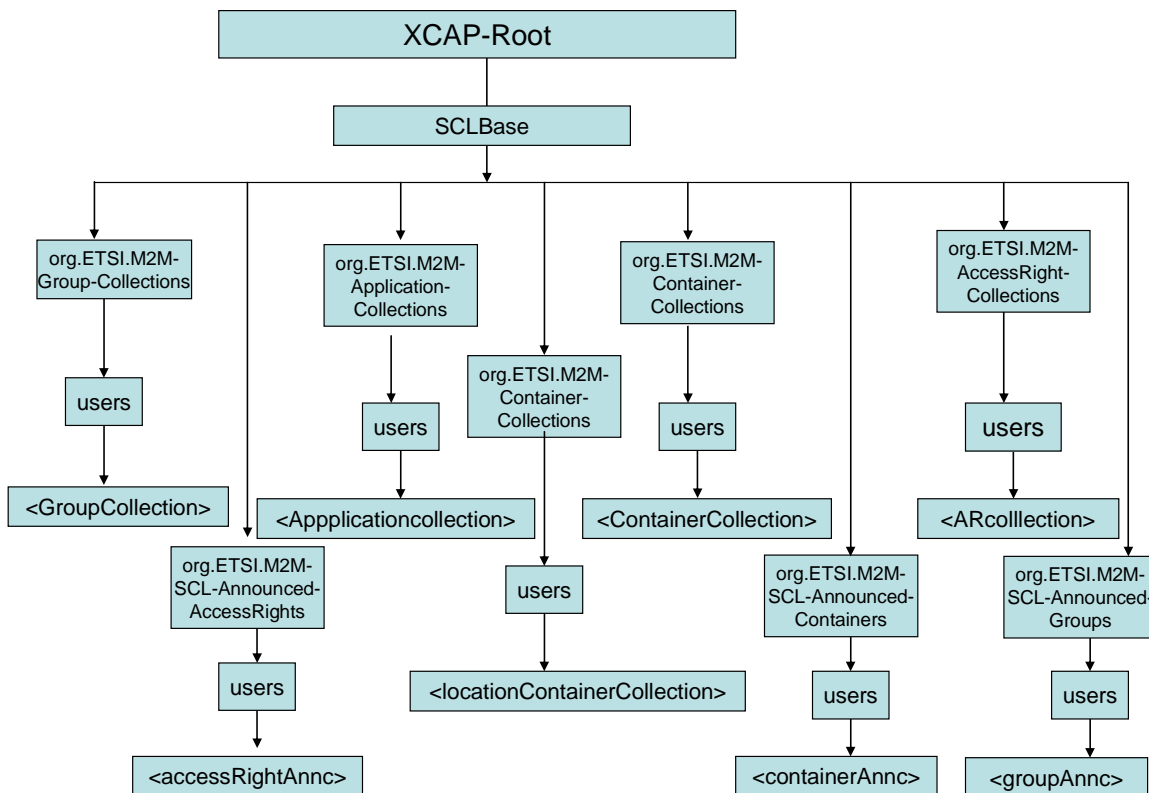 XCAP-Root
SCLBase
org.ETSI.M2M-
Group-Collections
org.ETSI.M2M-
Application-
Collections
org.ETSI.M2M-
Container-
Collections
org.ETSI.M2M-
AccessRight-
Collections
org.ETSI.M2M-
Container-
Collections
users
users
users
users
<GroupCollection>
<Appplicationcollection>
<ContainerCollection>
<ARcolllection>
org.ETSI.M2M-
SCL-Announced-
AccessRights
users
org.ETSI.M2M-
SCL-Announced-
Containers
org.ETSI.M2M-
SCL-Announced-
Groups
users
<locationContainerCollection>
users
users
<accessRightAnnc>
<containerAnnc>
<groupAnnc>